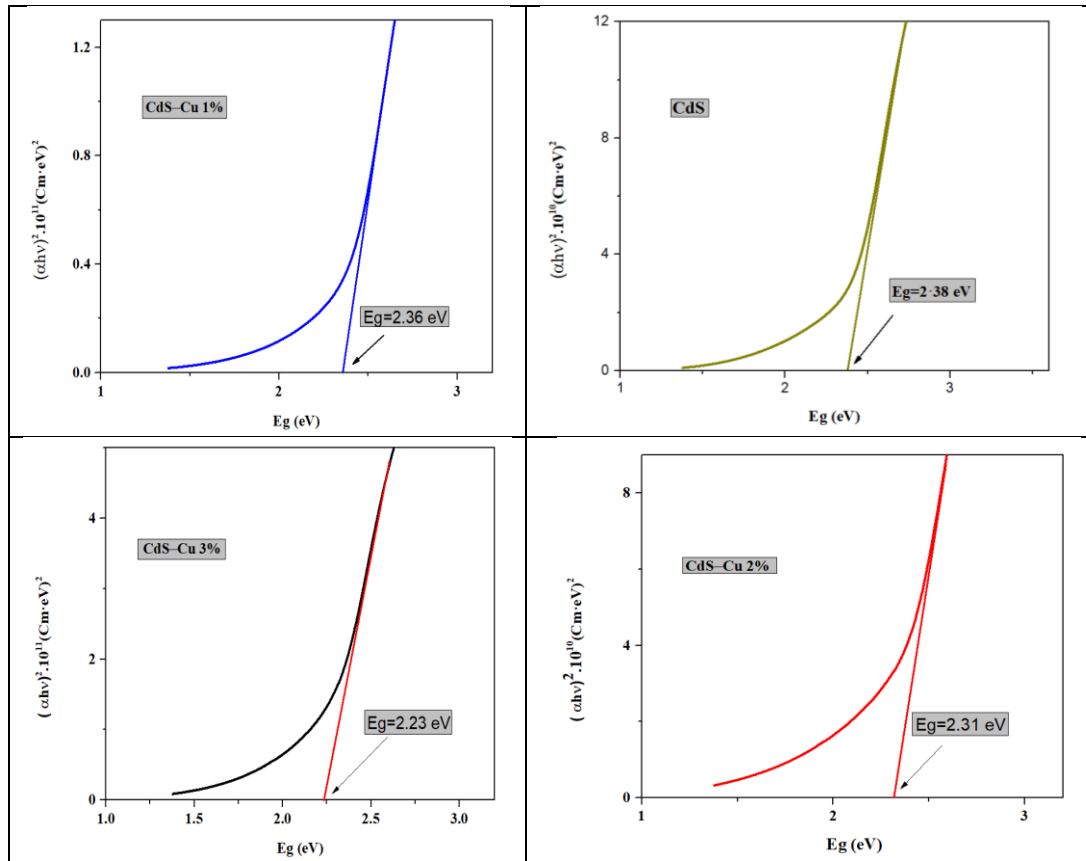 1.2
0.8
0.4
0.0
(αhν)².10¹¹(Cm·eV)²
CdS–Cu 1%
Eg=2.36 eV
1 2 3
Eg (eV)
12
8
4
0
(αhν)².10¹⁰(Cm·eV)²
CdS
Eg=2·38 eV
1 2 3
Eg (eV)
4
2
0
( αhν)².10¹¹(Cm·eV)²
CdS–Cu 3%
Eg=2.23 eV
1.0 1.5 2.0 2.5 3.0
Eg (eV)
8
4
0
( αhν)².10¹⁰(Cm·eV)²
CdS–Cu 2%
Eg=2.31 eV
1 2 3
Eg (eV)